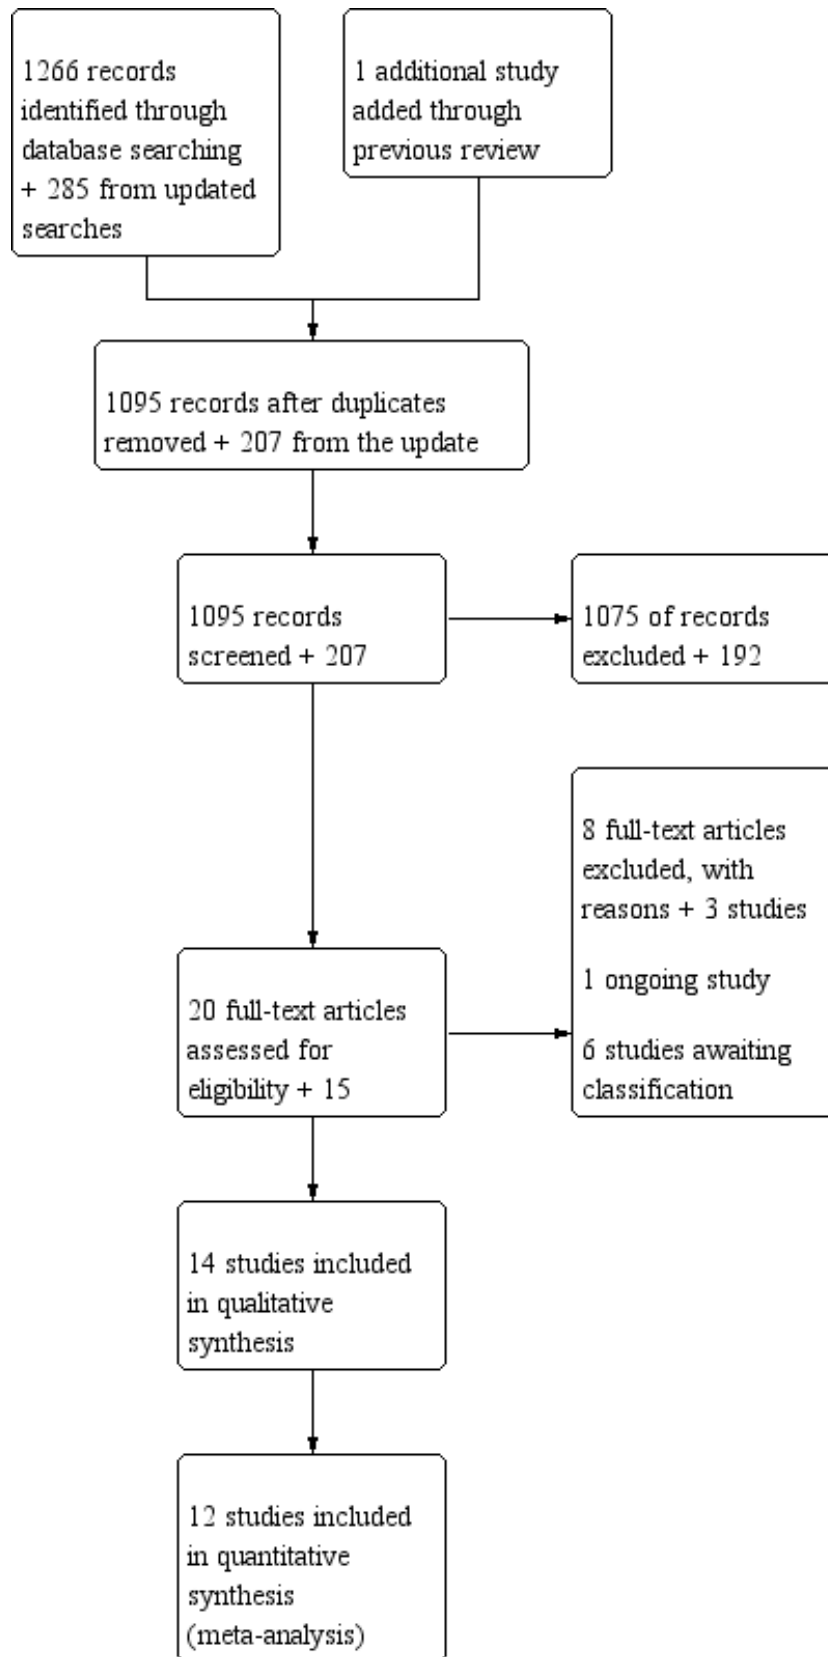 1266 records
identified through
database searching
+ 285 from updated
searches
1 additional study
added through
previous review
1095 records after duplicates
removed + 207 from the update
1095 records
screened + 207
1075 of records
excluded + 192
8 full-text articles
excluded, with
reasons + 3 studies
1 ongoing study
6 studies awaiting
classification
20 full-text articles
assessed for
eligibility + 15
14 studies included
in qualitative
synthesis
12 studies included
in quantitative
synthesis
(meta-analysis)